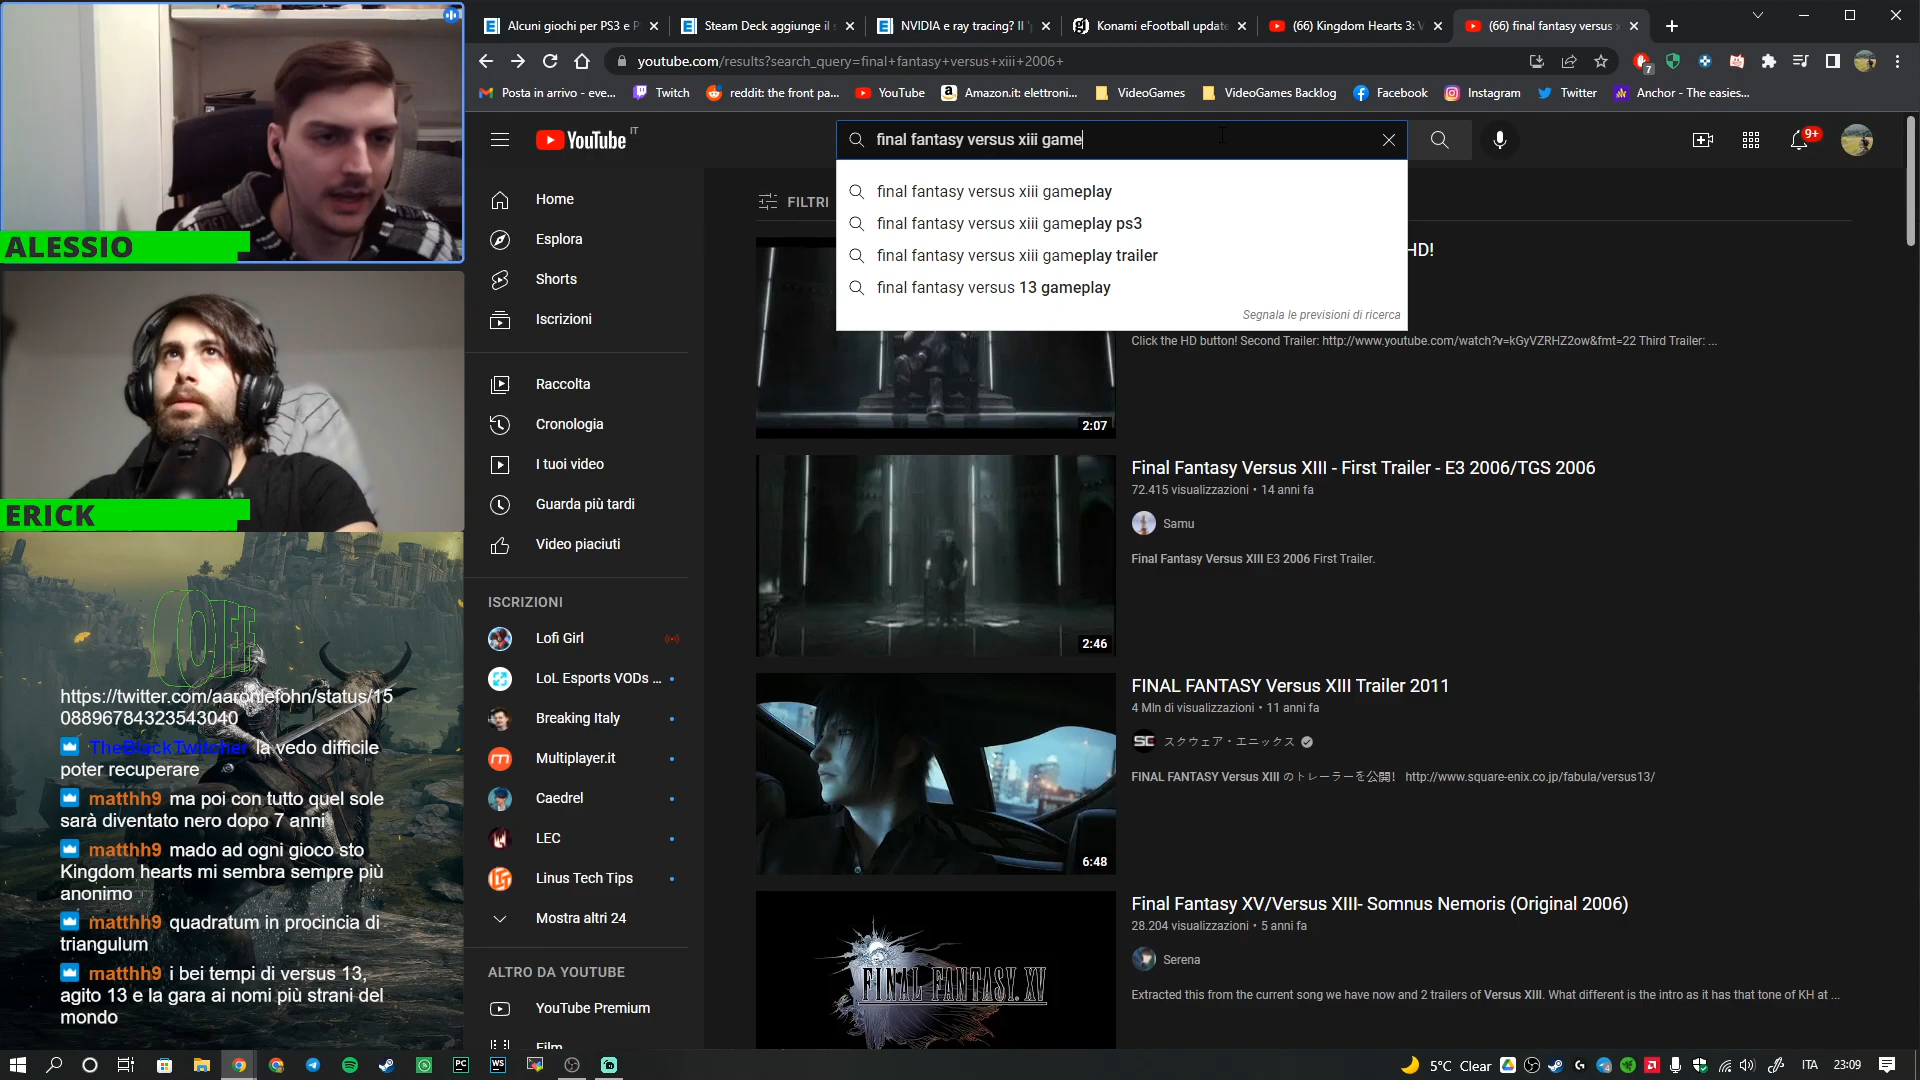 Alcuni giochi per PS3 e P
Steam Deck aggiunge il s
NVIDIA e ray tracing? Il 'p
Konami eFootball update
(66) Kingdom Hearts 3: V
(66) final fantasy versus x
youtube.com/results?search_query=final+fantasy+versus+xiii+2006+
7
Posta in arrivo - eve...
Twitch
reddit: the front pa...
YouTube
Amazon.it: elettroni...
VideoGames
VideoGames Backlog
Facebook
Instagram
Twitter
Anchor - The easies...
YouTube IT
final fantasy versus xiii game
9+
final fantasy versus xiii gameplay
final fantasy versus xiii gameplay ps3
final fantasy versus xiii gameplay trailer
final fantasy versus 13 gameplay
Segnala le previsioni di ricerca
ALESSIO
ERICK
Home
Esplora
Shorts
Iscrizioni
Raccolta
Cronologia
I tuoi video
Guarda più tardi
Video piaciuti
ISCRIZIONI
Lofi Girl
LoL Esports VODs ...
Breaking Italy
Multiplayer.it
Caedrel
LEC
Linus Tech Tips
Mostra altri 24
ALTRO DA YOUTUBE
YouTube Premium
Film
FILTRI
HD!
Click the HD button! Second Trailer: http://www.youtube.com/watch?v=kGyVZRHZ2ow&fmt=22 Third Trailer: ...
2:07
Final Fantasy Versus XIII - First Trailer - E3 2006/TGS 2006
72.415 visualizzazioni • 14 anni fa
Samu
Final Fantasy Versus XIII E3 2006 First Trailer.
2:46
FINAL FANTASY Versus XIII Trailer 2011
4 Mln di visualizzazioni • 11 anni fa
スクウェア・エニックス
FINAL FANTASY Versus XIII のトレーラーを公開! http://www.square-enix.co.jp/fabula/versus13/
6:48
Final Fantasy XV/Versus XIII- Somnus Nemoris (Original 2006)
28.204 visualizzazioni • 5 anni fa
Serena
Extracted this from the current song we have now and 2 trailers of Versus XIII. What different is the intro as it has that tone of KH at ...
FINAL FANTASY XV
https://twitter.com/aaronlefohn/status/15
08896784323543040
TheBlackTwitcher la vedo difficile
poter recuperare
matthh9 ma poi con tutto quel sole
sarà diventato nero dopo 7 anni
matthh9 mado ad ogni gioco sto
Kingdom hearts mi sembra sempre più
anonimo
matthh9 quadratum in procincia di
triangulum
matthh9 i bei tempi di versus 13,
agito 13 e la gara ai nomi più strani del
mondo
5°C Clear
ITA
23:09